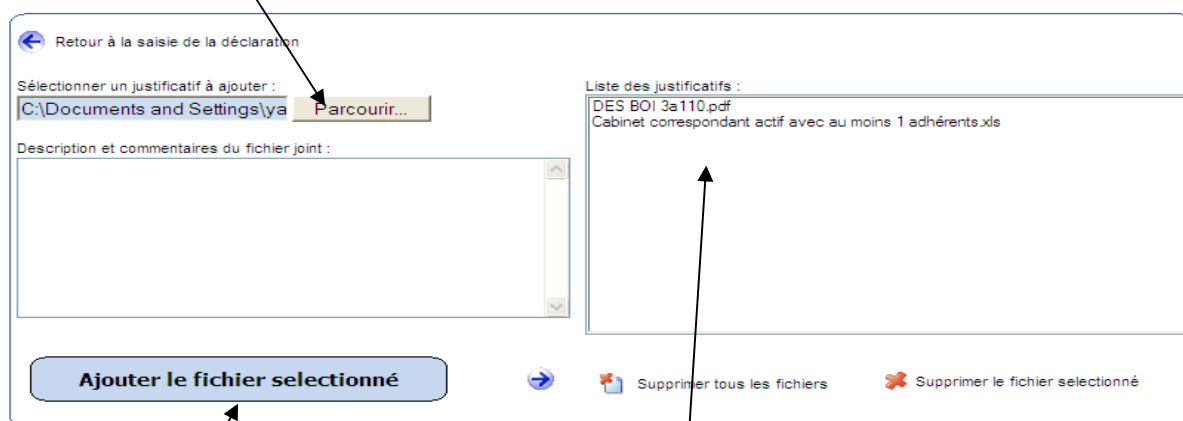 Retour à la saisie de la déclaration
Sélectionner un justificatif à ajouter :
C:\Documents and Settings\ya Parcourir...
Description et commentaires du fichier joint :
Liste des justificatifs :
DES BOI 3a110.pdf
Cabinet correspondant actif avec au moins 1 adhérents.xls
Ajouter le fichier selectionné
Supprimer tous les fichiers
Supprimer le fichier selectionné